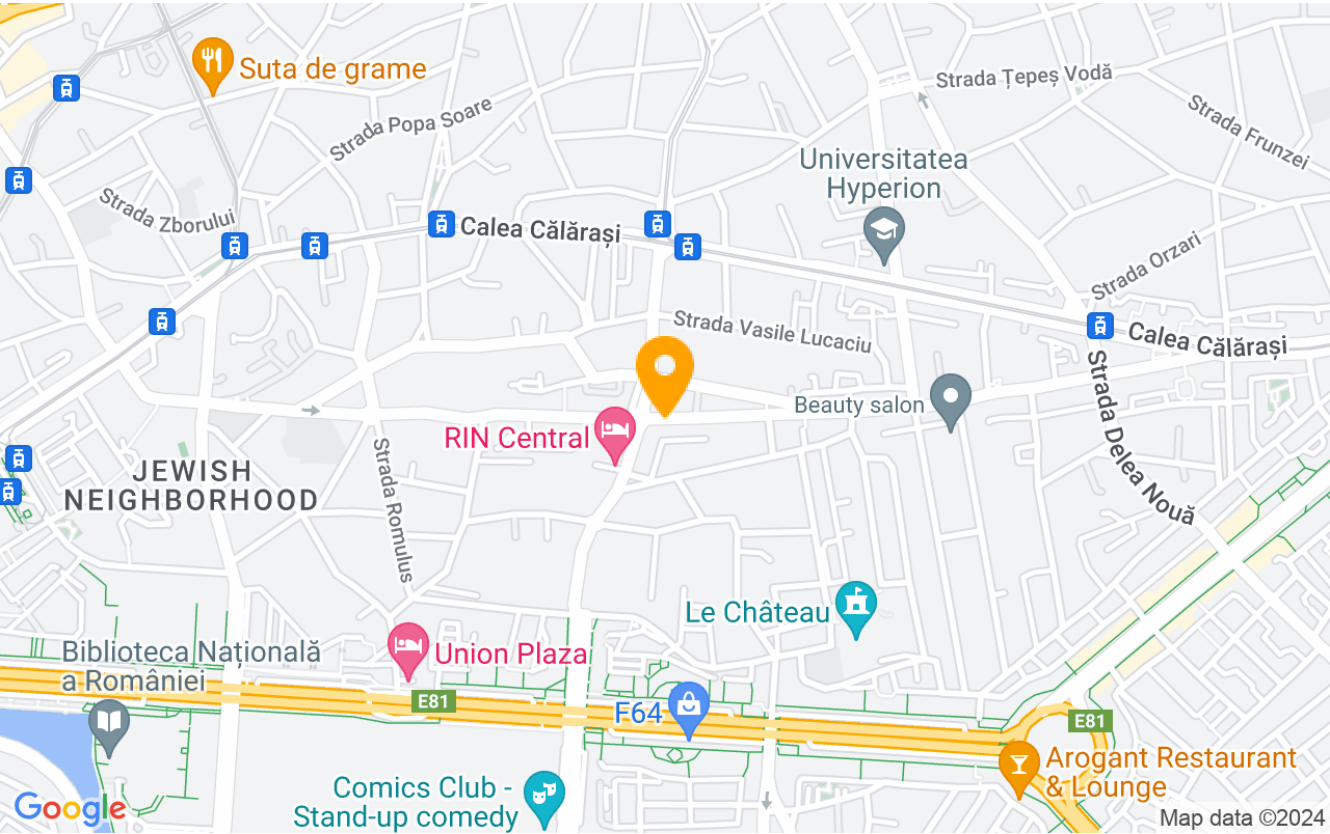 Suta de grame
Strada Țepeș Vodă
Strada Popa Soare
Strada Frunzei
Universitatea
Hyperion
Strada Zborului
Calea Călărași
Strada Orzari
Strada Vasile Lucaciu
Calea Călărași
Beauty salon
Strada Delea Nouă
RIN Central
JEWISH
NEIGHBORHOOD
Strada Romulus
Le Château
Biblioteca Națională
a României
Union Plaza
E81
F64
E81
Arogant Restaurant
& Lounge
Comics Club -
Stand-up comedy
Google
Map data ©2024